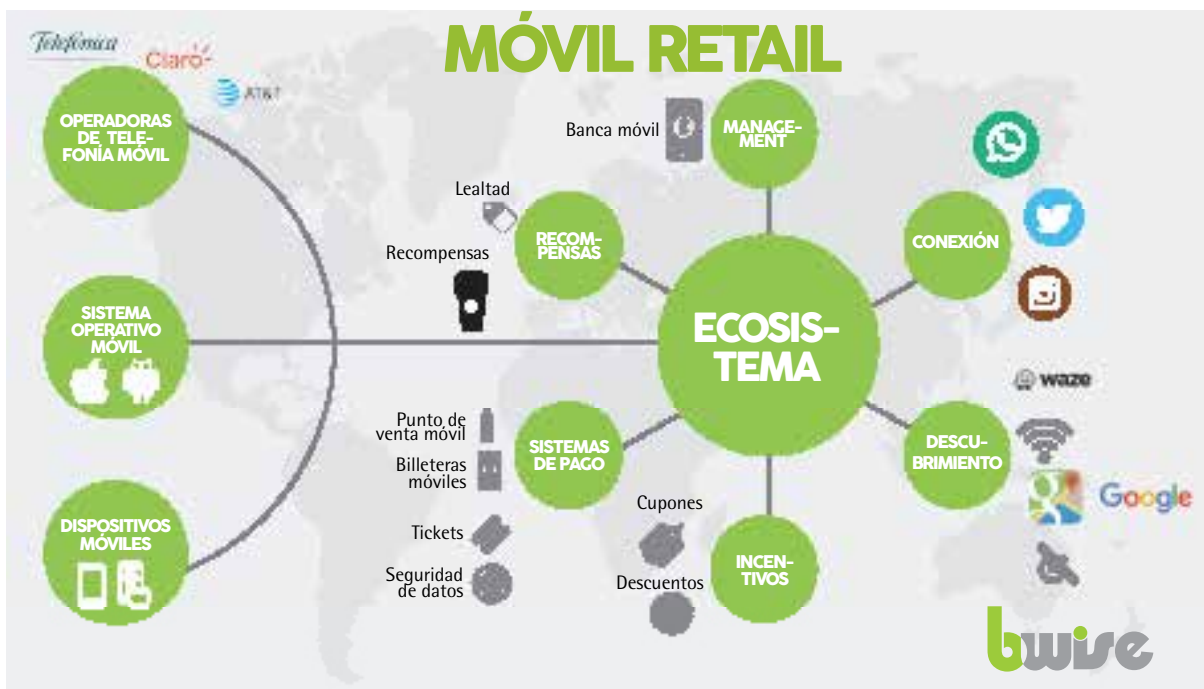 MÓVIL RETAIL
Telefónica
Claro
AT&T
OPERADORAS
DE TELE-
FONÍA MÓVIL
SISTEMA
OPERATIVO
MÓVIL
DISPOSITIVOS
MÓVILES
Banca móvil
MANAGE-
MENT
Lealtad
Recompensas
RECOM-
PENSAS
CONEXIÓN
ECOSIS-
TEMA
waze
Punto de
venta móvil
Billeteras
móviles
Tickets
Seguridad
de datos
SISTEMAS
DE PAGO
Cupones
Descuentos
INCEN-
TIVOS
DESCU-
BRIMIENTO
g
Google
bwise